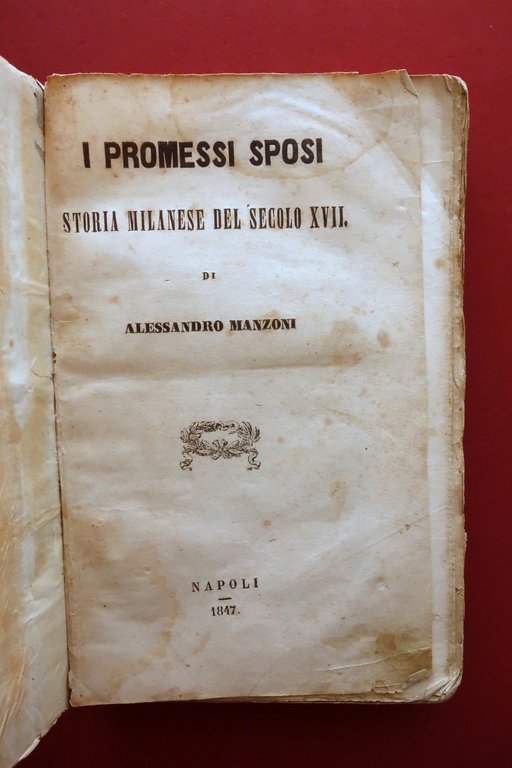 I PROMESSI SPOSI
STORIA MILANESE DEL SECOLO XVII.
DI
ALESSANDRO MANZONI
NAPOLI
1847.